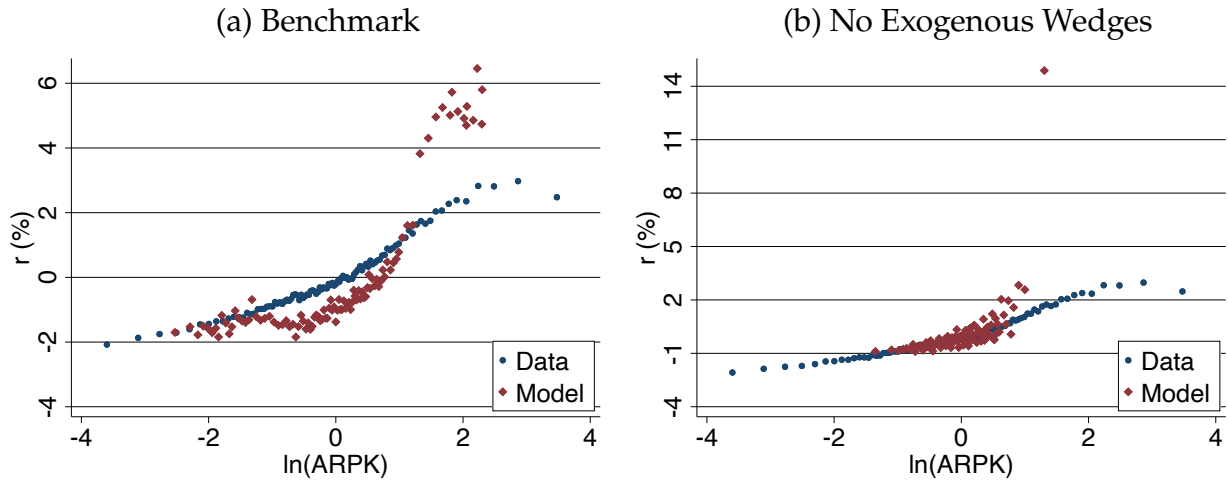 (a) Benchmark
6
4
2
0
-2
-4
r (%)
-4 -2 0 2 4
ln(ARPK)
Data
Model
(b) No Exogenous Wedges
14
11
8
5
2
-1
-4
r (%)
-4 -2 0 2 4
ln(ARPK)
Data
Model